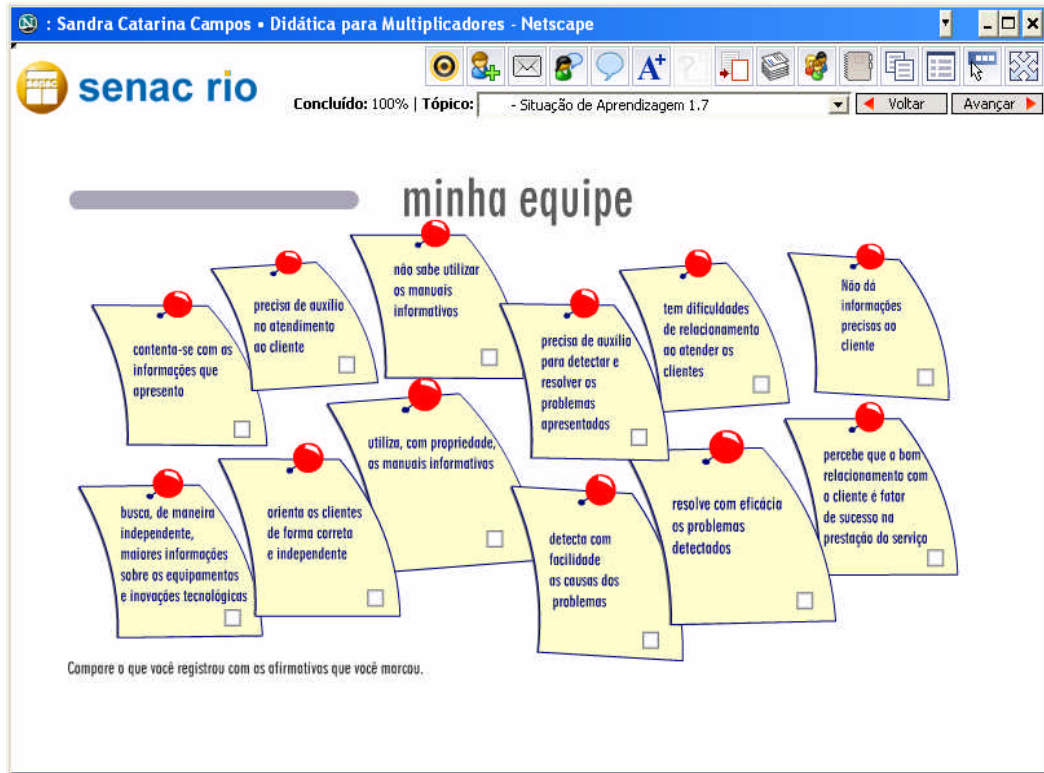 : Sandra Catarina Campos • Didática para Multiplicadores - Netscape
senac rio
Concluído: 100% | Tópico: - Situação de Aprendizagem 1.7
Voltar
Avançar
minha equipe
contenta-se com as
informações que
apresenta
precisa de auxílio
no atendimento
ao cliente
não sabe utilizar
os manuais
informativos
precisa de auxílio
para detectar e
resolver os
problemas
apresentados
tem dificuldades
de relacionamento
ao atender os
clientes
Não dá
informações
precisas ao
cliente
busca, de maneira
independente,
maiores informações
sobre os equipamentos
e inovações tecnológicas
orienta os clientes
de forma correta
e independente
utiliza, com propriedade,
os manuais informativos
detecta com
facilidade
as causas dos
problemas
resolve com eficácia
os problemas
detectados
percebe que o bom
relacionamento com
o cliente é fator
de sucesso na
prestação do serviço
Compare o que você registrou com as afirmativas que você marcou.